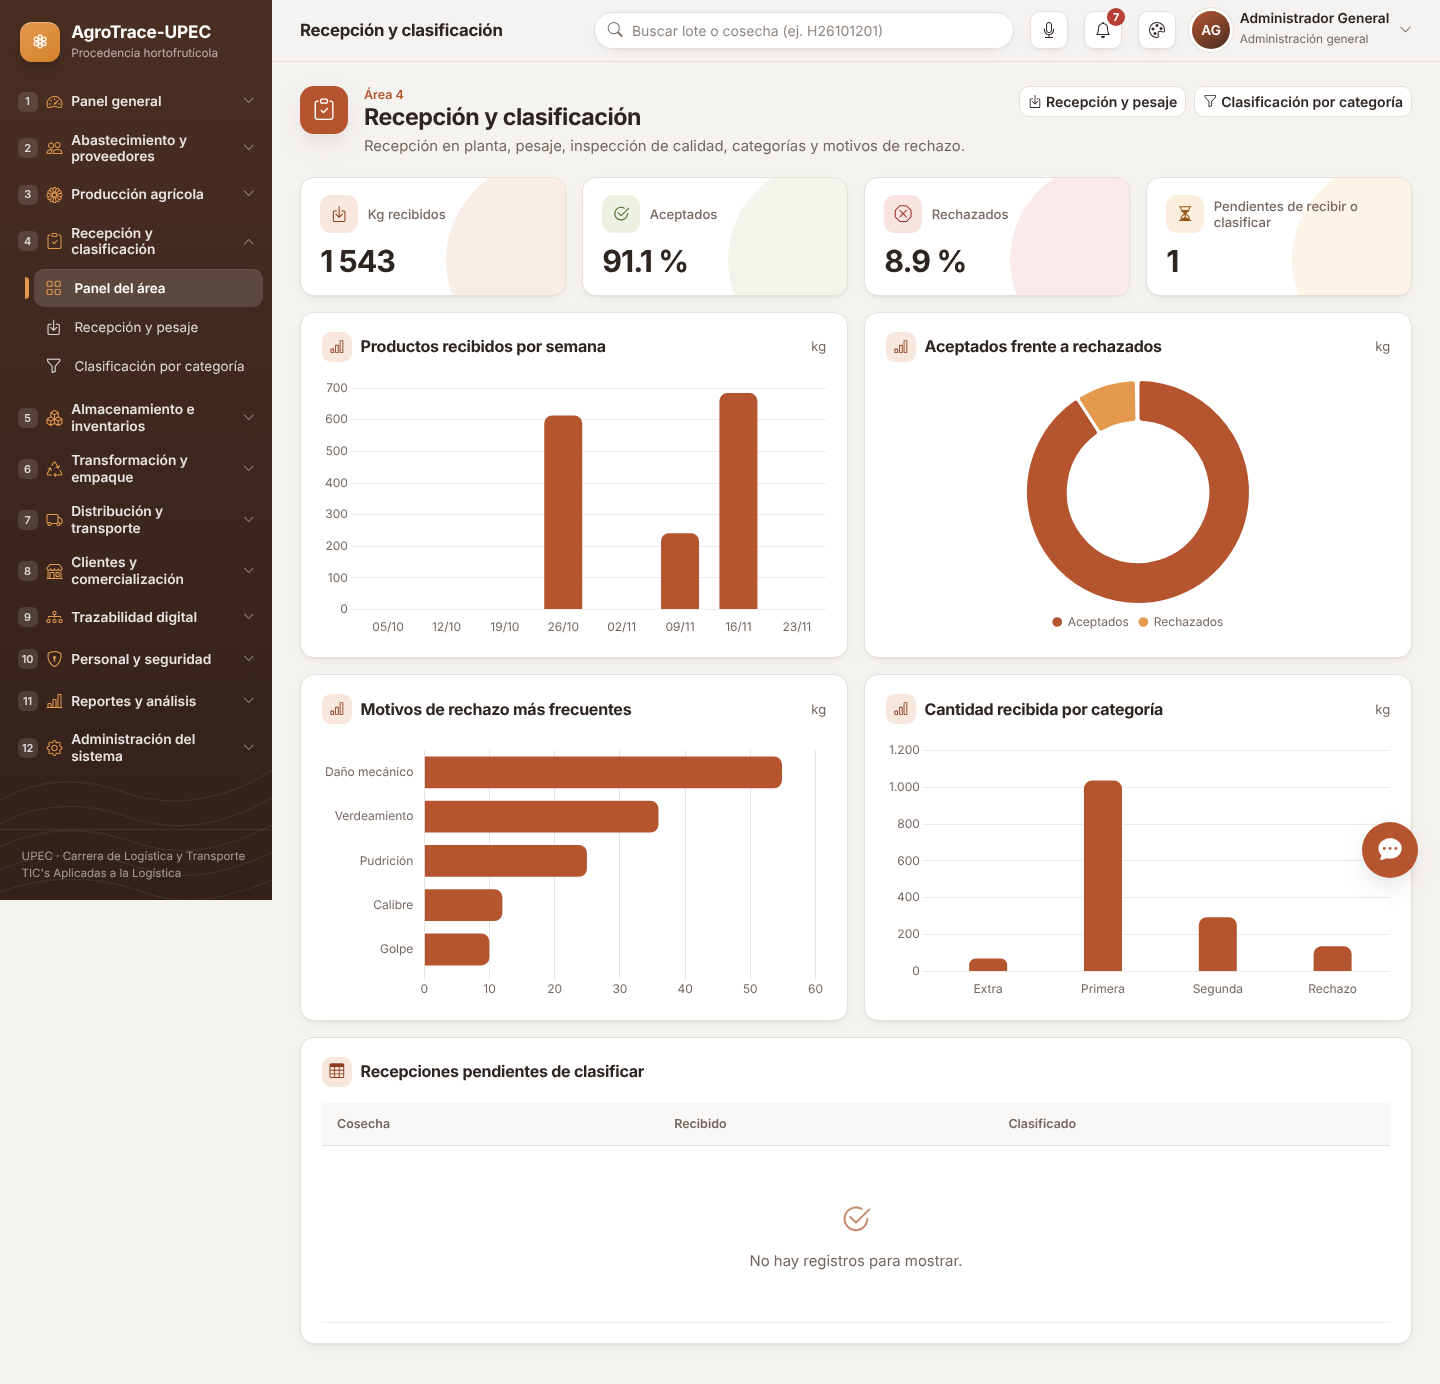 AgroTrace-UPEC
Procedencia hortofrutícola
1 Panel general
2 Abastecimiento y
proveedores
3 Producción agrícola
4 Recepción y
clasificación
Panel del área
Recepción y pesaje
Clasificación por categoría
5 Almacenamiento e
inventarios
6 Transformación y
empaque
7 Distribución y
transporte
8 Clientes y
comercialización
9 Trazabilidad digital
10 Personal y seguridad
11 Reportes y análisis
12 Administración del
sistema
UPEC · Carrera de Logística y Transporte
TIC's Aplicadas a la Logística
Recepción y clasificación
Buscar lote o cosecha (ej. H26101201)
7
AG
Administrador General
Administración general
Área 4
Recepción y clasificación
Recepción en planta, pesaje, inspección de calidad, categorías y motivos de rechazo.
Recepción y pesaje
Clasificación por categoría
Kg recibidos
1 543
Aceptados
91.1 %
Rechazados
8.9 %
Pendientes de recibir o
clasificar
1
Productos recibidos por semana
kg
700
600
500
400
300
200
100
0
05/10 12/10 19/10 26/10 02/11 09/11 16/11 23/11
Aceptados frente a rechazados
kg
Aceptados Rechazados
Motivos de rechazo más frecuentes
kg
Daño mecánico
Verdeamiento
Pudrición
Calibre
Golpe
0 10 20 30 40 50 60
Cantidad recibida por categoría
kg
1.200
1.000
800
600
400
200
0
Extra Primera Segunda Rechazo
Recepciones pendientes de clasificar
Cosecha Recibido Clasificado
No hay registros para mostrar.